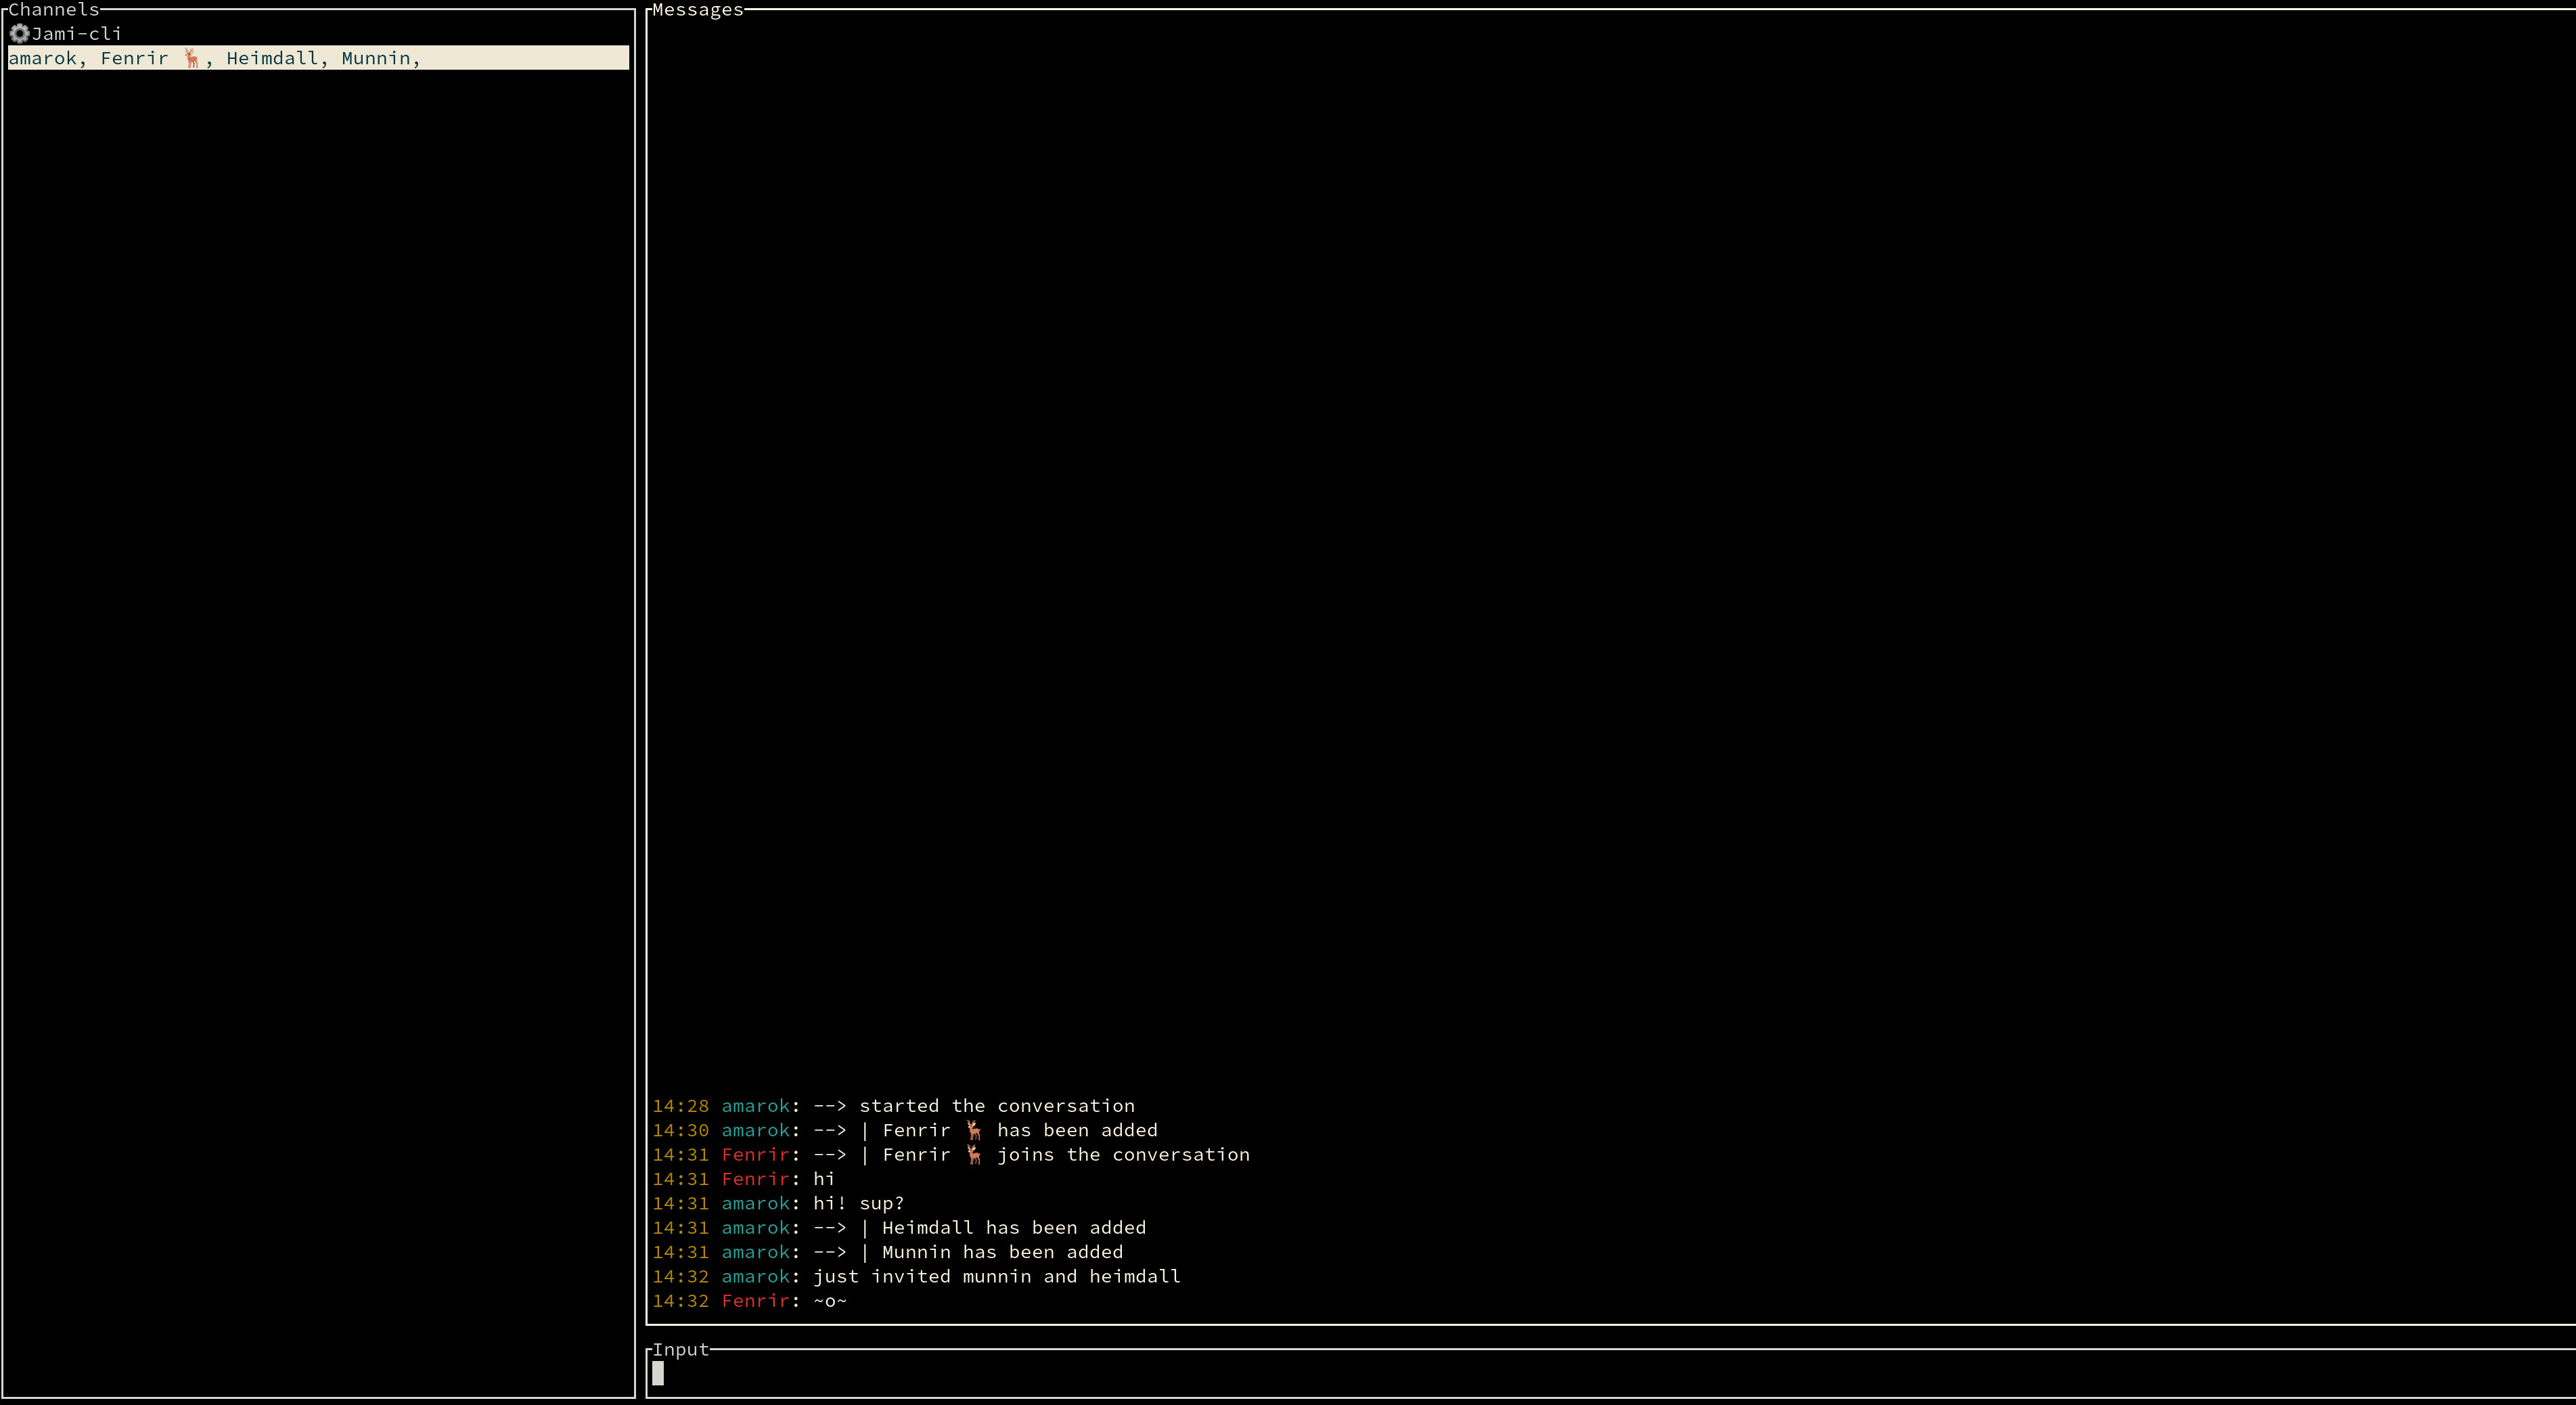 Channels
⚙Jami-cli
amarok, Fenrir 🦌, Heimdall, Munnin,
Messages
14:28 amarok: --> started the conversation
14:30 amarok: --> | Fenrir 🦌 has been added
14:31 Fenrir: --> | Fenrir 🦌 joins the conversation
14:31 Fenrir: hi
14:31 amarok: hi! sup?
14:31 amarok: --> | Heimdall has been added
14:31 amarok: --> | Munnin has been added
14:32 amarok: just invited munnin and heimdall
14:32 Fenrir: ~o~
Input